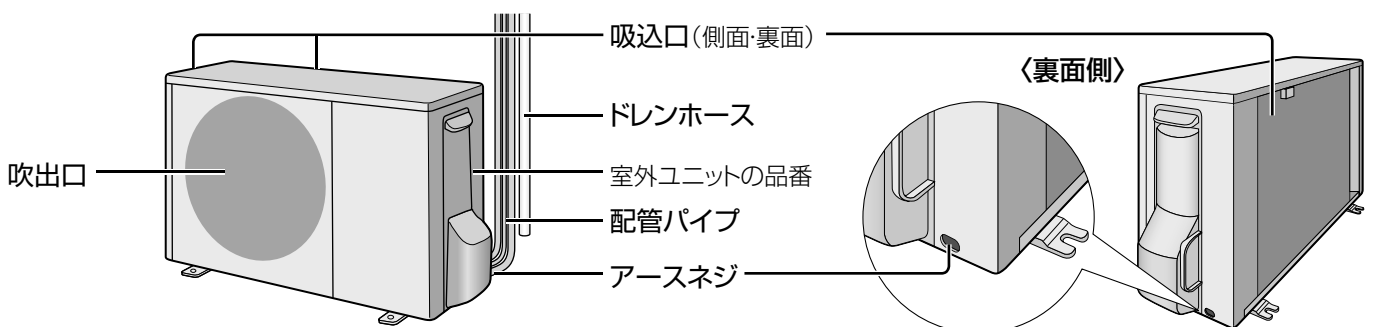 吸込口(側面・裏面)
〈裏面側〉
ドレンホース
吹出口
室外ユニットの品番
配管パイプ
アースネジ